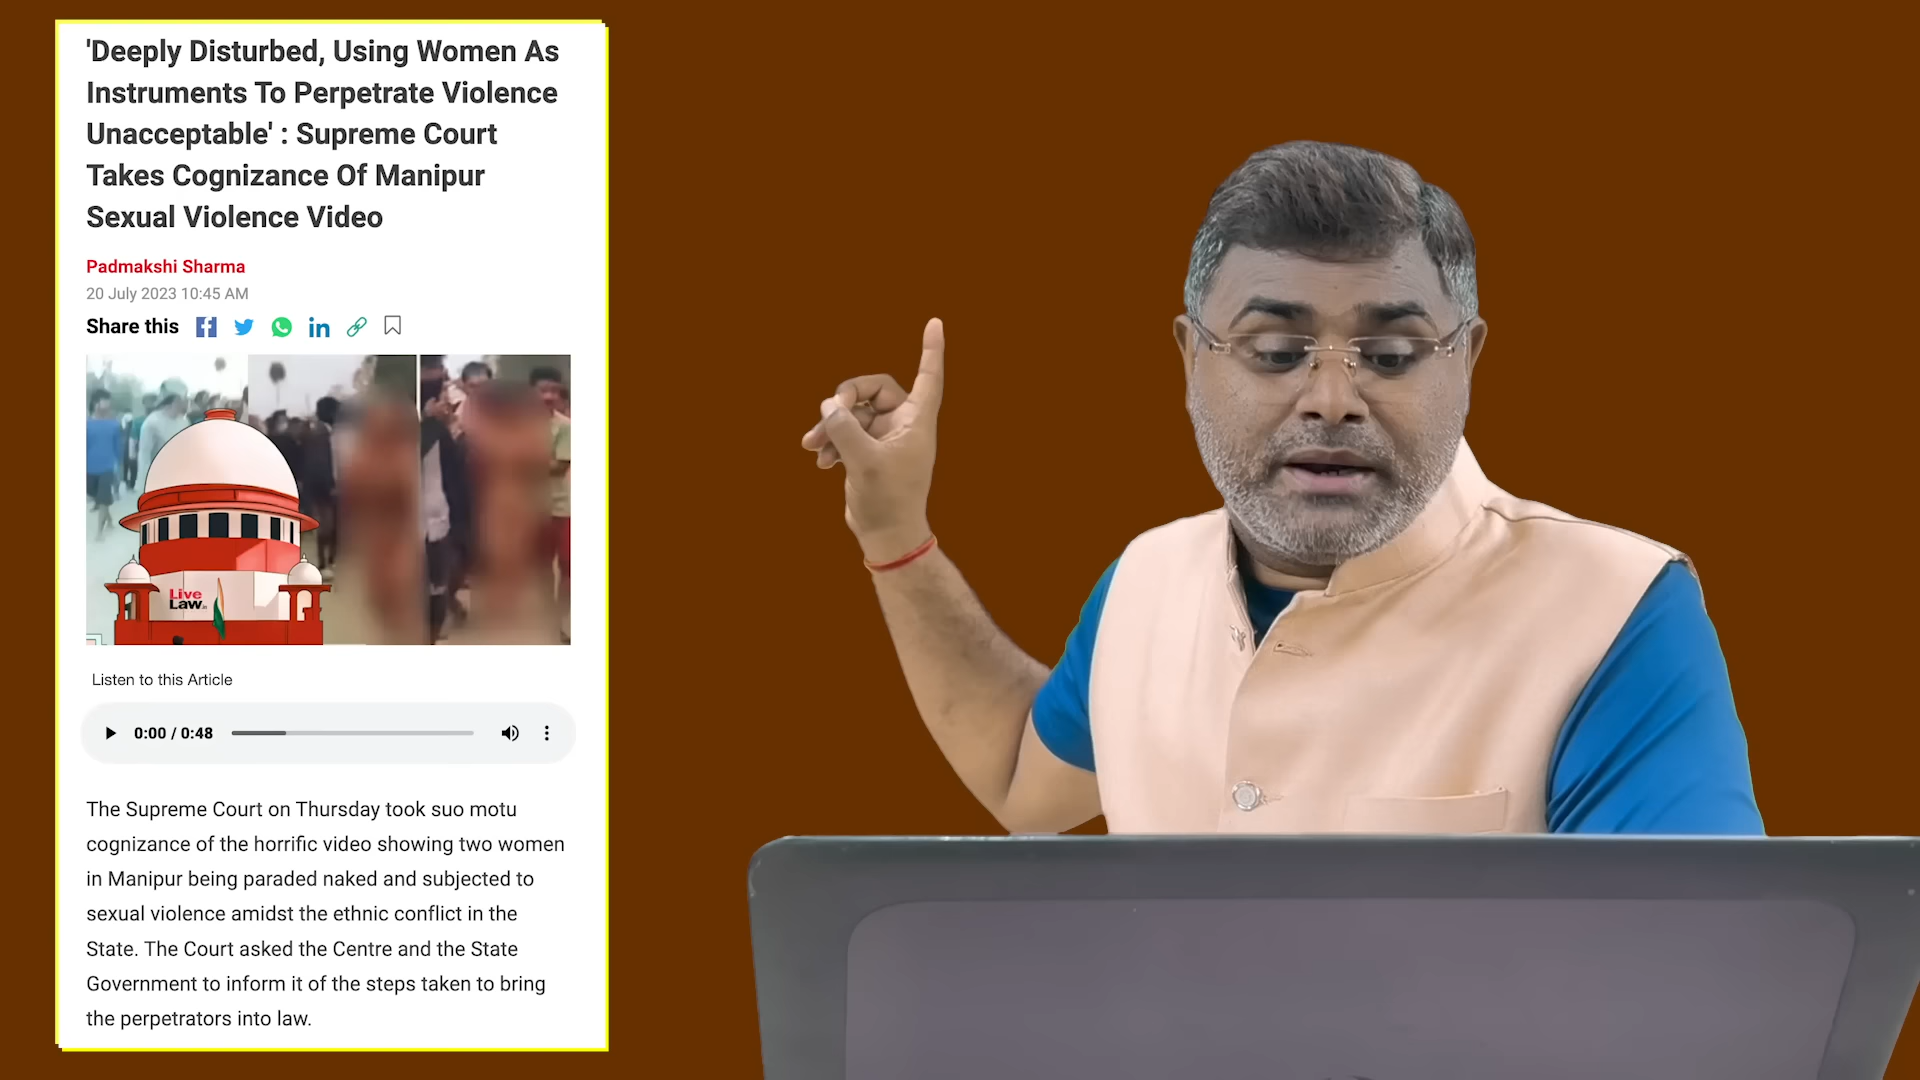 'Deeply Disturbed, Using Women As
Instruments To Perpetrate Violence
Unacceptable' : Supreme Court
Takes Cognizance Of Manipur
Sexual Violence Video
Padmakshi Sharma
20 July 2023 10:45 AM
Share this
Live
Law.in
Listen to this Article
0:00 / 0:48
The Supreme Court on Thursday took suo motu
cognizance of the horrific video showing two women
in Manipur being paraded naked and subjected to
sexual violence amidst the ethnic conflict in the
State. The Court asked the Centre and the State
Government to inform it of the steps taken to bring
the perpetrators into law.